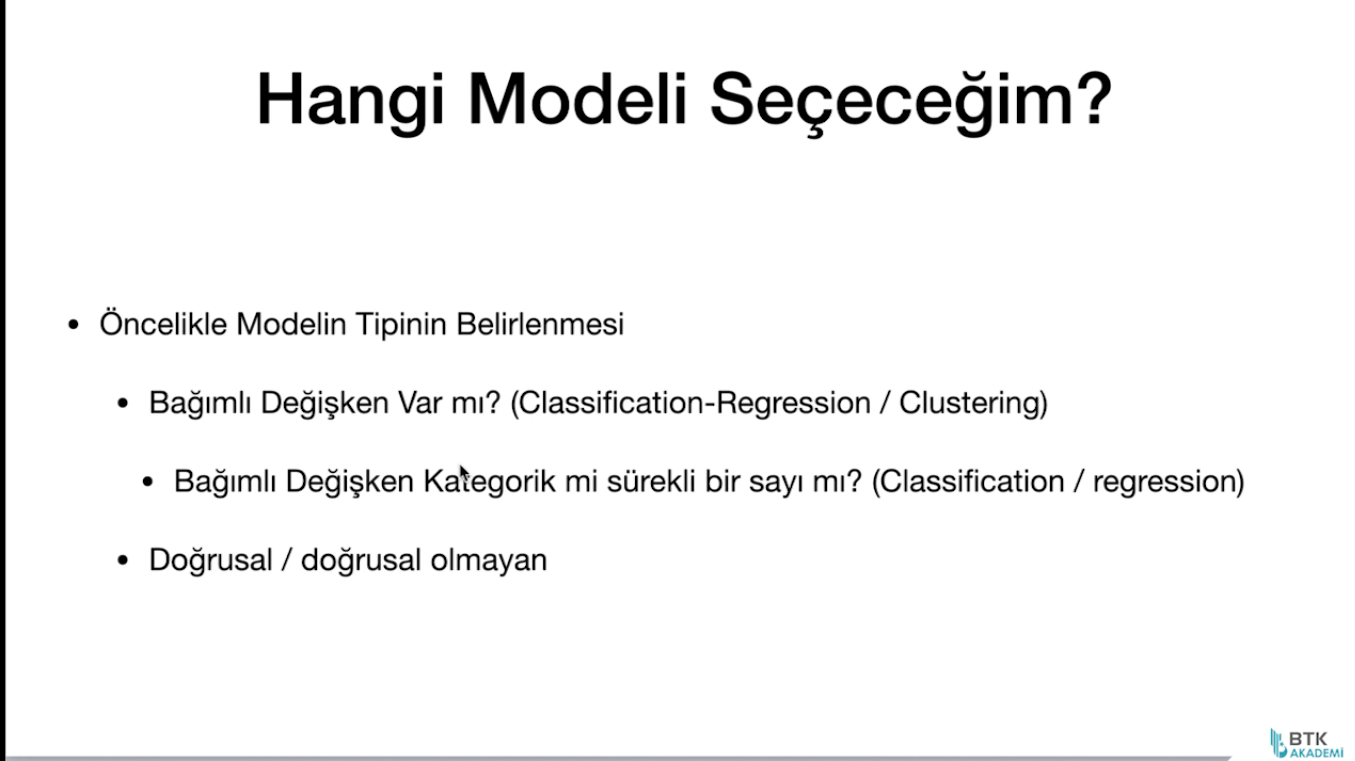 Hangi Modeli Seçeceğim?
• Öncelikle Modelin Tipinin Belirlenmesi
• Bağımlı Değişken Var mı? (Classification-Regression / Clustering)
• Bağımlı Değişken Kategorik mi sürekli bir sayı mı? (Classification / regression)
• Doğrusal / doğrusal olmayan
BTK
AKADEMİ